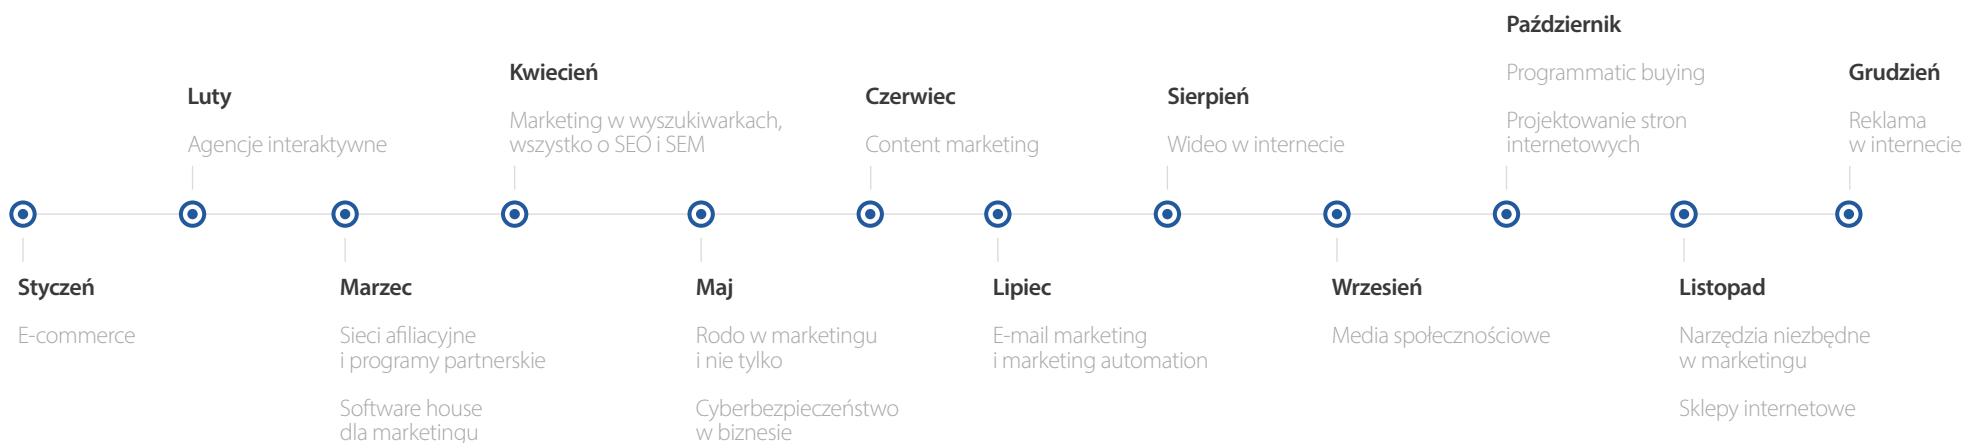 Styczeń
E-commerce
Luty
Agencje interaktywne
Marzec
Sieci afiliacyjne
i programy partnerskie
Software house
dla marketingu
Kwiecień
Marketing w wyszukiwarkach,
wszystko o SEO i SEM
Maj
Rodo w marketingu
i nie tylko
Cyberbezpieczeństwo
w biznesie
Czerwiec
Content marketing
Lipiec
E-mail marketing
i marketing automation
Sierpień
Wideo w internecie
Wrzesień
Media społecznościowe
Październik
Programmatic buying
Projektowanie stron
internetowych
Listopad
Narzędzia niezbędne
w marketingu
Sklepy internetowe
Grudzień
Reklama
w internecie